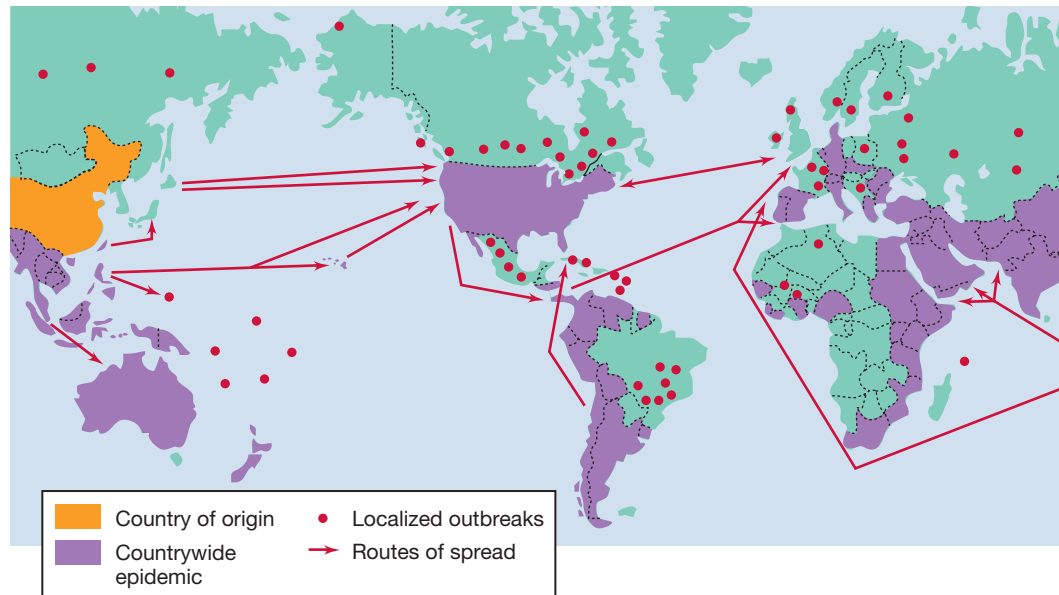 Country of origin
Localized outbreaks
Countrywide
epidemic
Routes of spread